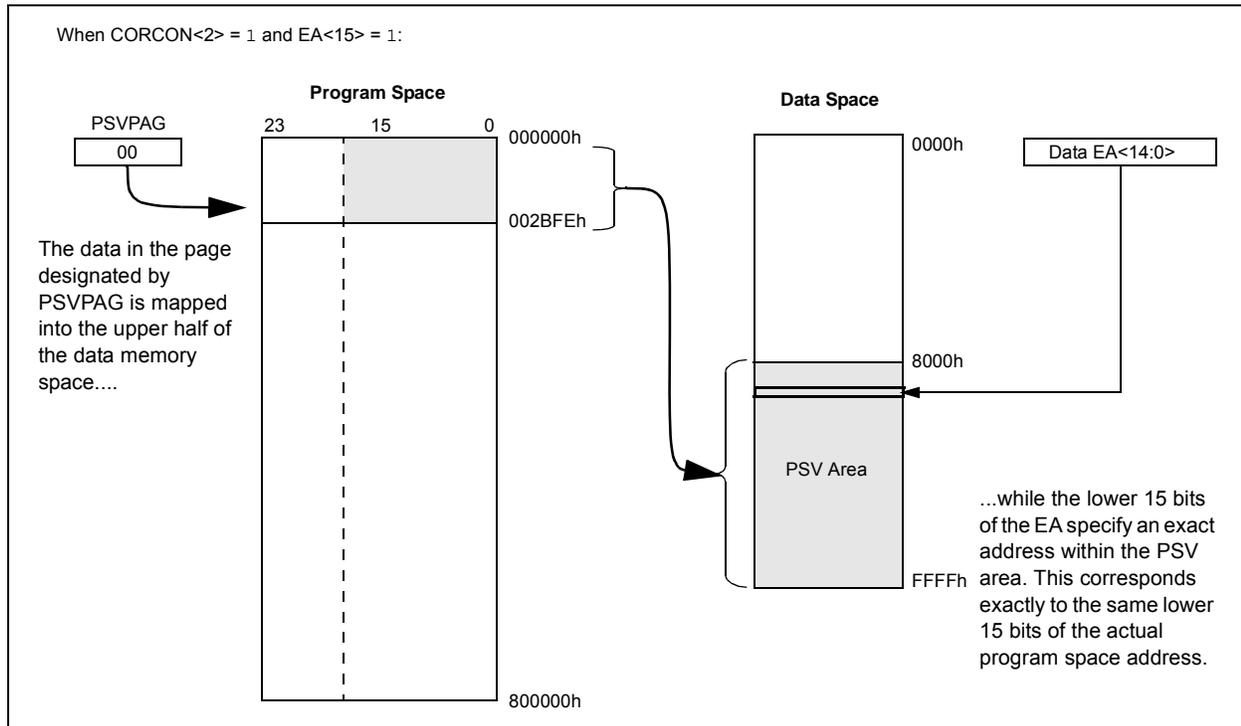 When CORCON<2> = 1 and EA<15> = 1:
Program Space
Data Space
PSVPAG
23 15 0
000000h
0000h
00
Data EA<14:0>
002BFEh
The data in the page
designated by
PSVPAG is mapped
into the upper half of
the data memory
space....
8000h
PSV Area
...while the lower 15 bits
of the EA specify an exact
address within the PSV
area. This corresponds
exactly to the same lower
15 bits of the actual
program space address.
FFFFh
800000h